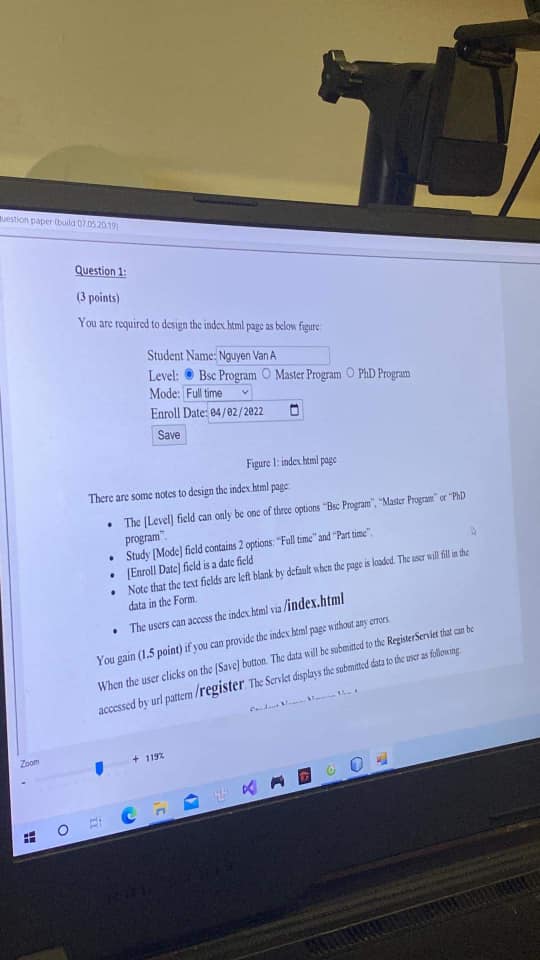 question paper (build 07.05.20.19)
Question 1:
(3 points)
You are required to design the index.html page as below figure:
Student Name: Nguyen Van A
Level: Bsc Program Master Program PhD Program
Mode: Full time
Enroll Date: 04/02/2022
Save
Figure 1: index.html page
There are some notes to design the index.html page:
• The [Level] field can only be one of three options "Bsc Program", "Master Program" or "PhD
program".
• Study [Mode] field contains 2 options: "Full time" and "Part time".
• [Enroll Date] field is a date field
• Note that the text fields are left blank by default when the page is loaded. The user will fill in the
data in the Form.
• The users can access the index.html via /index.html
You gain (1.5 point) if you can provide the index.html page without any errors.
When the user clicks on the [Save] button. The data will be submitted to the RegisterServlet that can be
accessed by url pattern /register. The Servlet displays the submitted data to the user as following:
Zoom
- + 119%